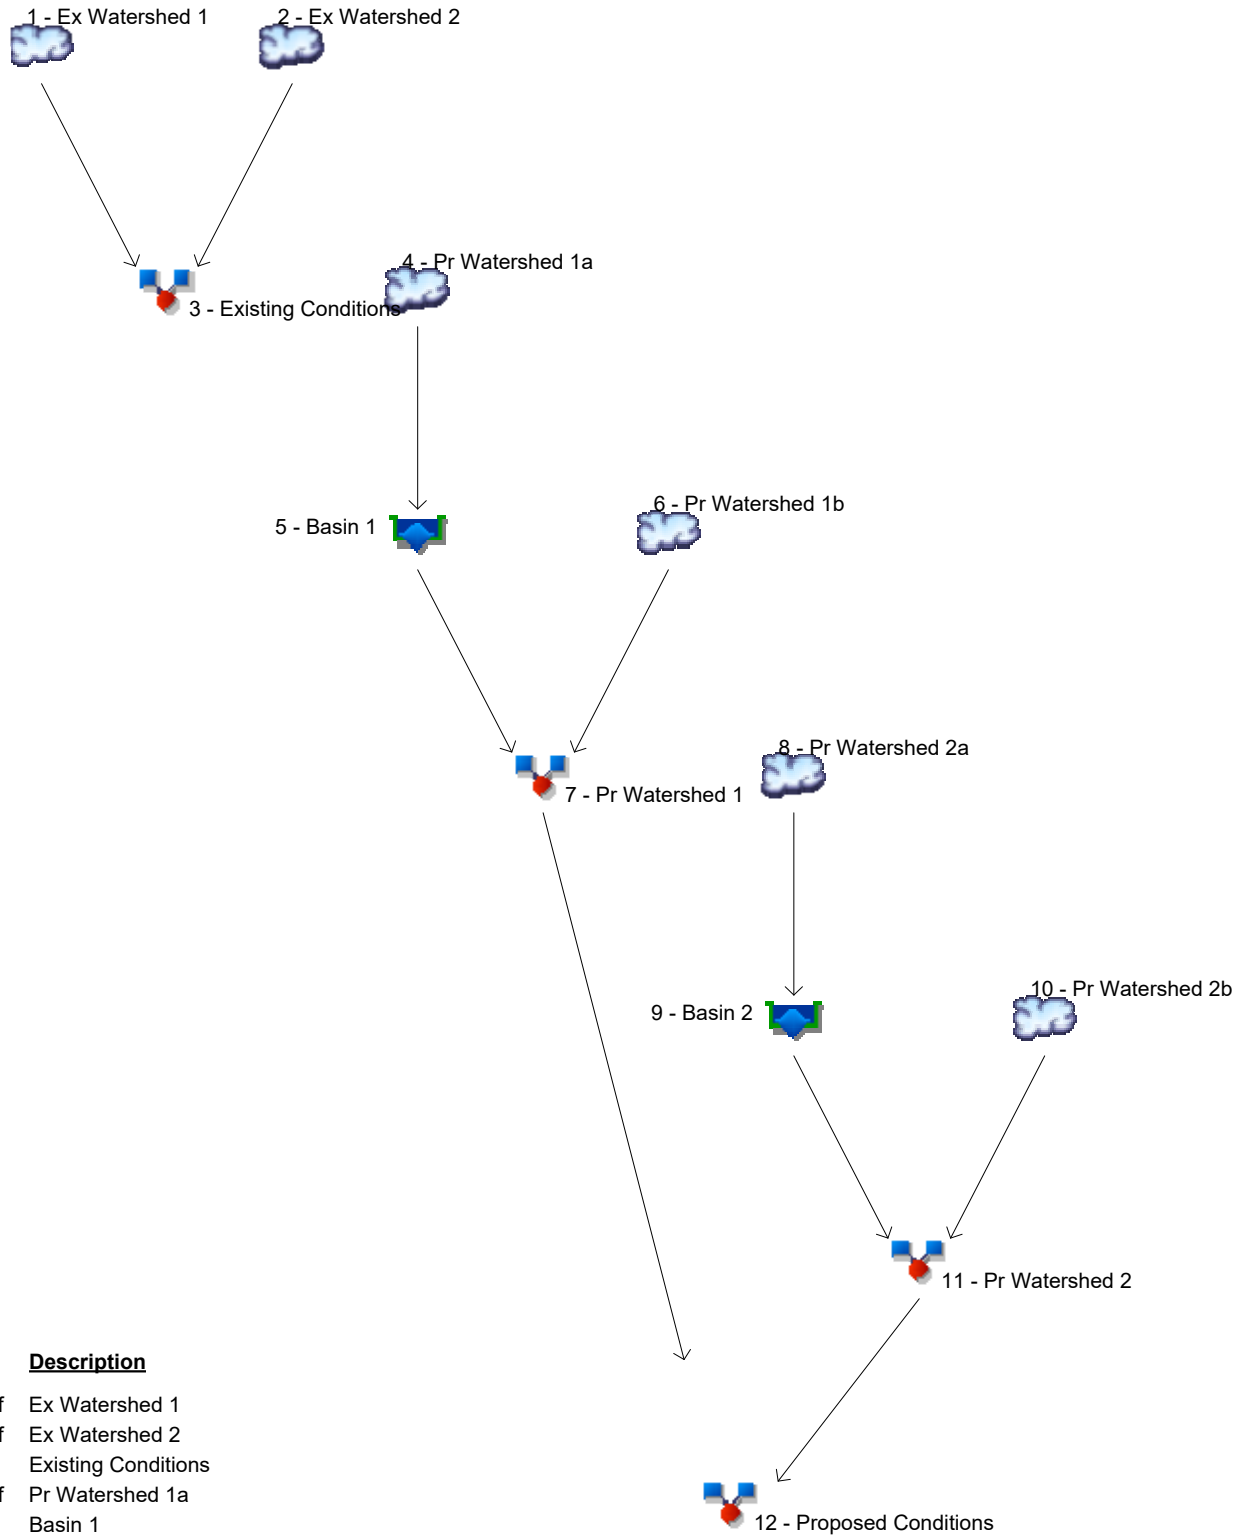 1 - Ex Watershed 1
2 - Ex Watershed 2
4 - Pr Watershed 1a
3 - Existing Conditions
6 - Pr Watershed 1b
5 - Basin 1
8 - Pr Watershed 2a
7 - Pr Watershed 1
10 - Pr Watershed 2b
9 - Basin 2
11 - Pr Watershed 2
Description
f Ex Watershed 1
f Ex Watershed 2
Existing Conditions
f Pr Watershed 1a
Basin 1
12 - Proposed Conditions